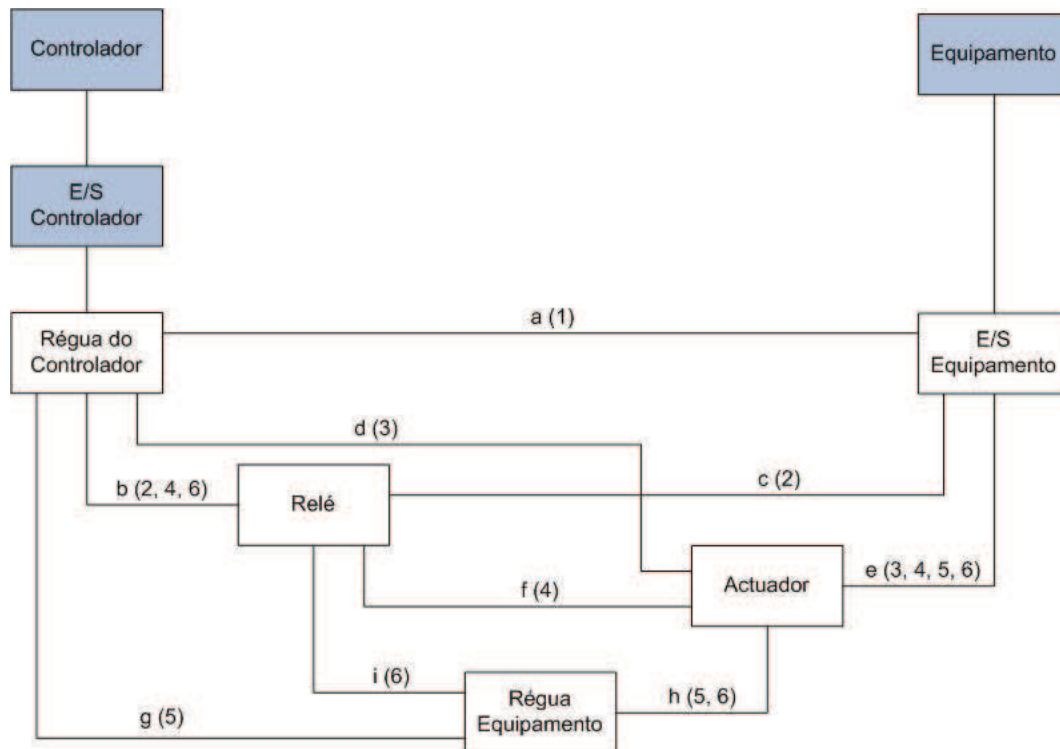 Controlador
Equipamento
E/S
Controlador
a (1)
Régua do
Controlador
E/S
Equipamento
d (3)
c (2)
b (2, 4, 6)
Relé
e (3, 4, 5, 6)
Actuador
f (4)
i (6)
Régua
Equipamento
h (5, 6)
g (5)